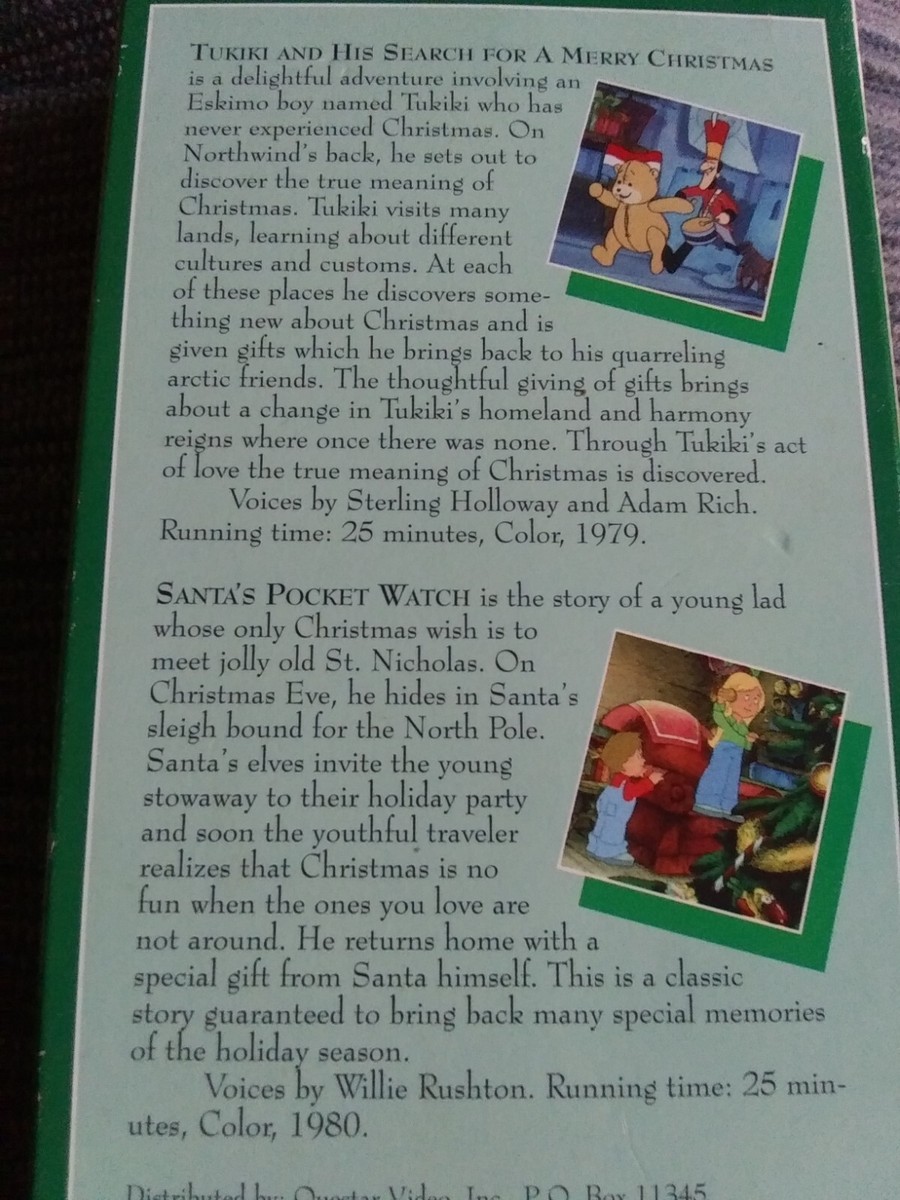 TUKIKI AND HIS SEARCH FOR A MERRY CHRISTMAS
is a delightful adventure involving an
Eskimo boy named Tukiki who has
never experienced Christmas. On
Northwind's back, he sets out to
discover the true meaning of
Christmas. Tukiki visits many
lands, learning about different
cultures and customs. At each
of these places he discovers some-
thing new about Christmas and is
given gifts which he brings back to his quarreling
arctic friends. The thoughtful giving of gifts brings
about a change in Tukiki's homeland and harmony
reigns where once there was none. Through Tukiki's act
of love the true meaning of Christmas is discovered.
Voices by Sterling Holloway and Adam Rich.
Running time: 25 minutes, Color, 1979.
SANTA'S POCKET WATCH is the story of a young lad
whose only Christmas wish is to
meet jolly old St. Nicholas. On
Christmas Eve, he hides in Santa's
sleigh bound for the North Pole.
Santa's elves invite the young
stowaway to their holiday party
and soon the youthful traveler
realizes that Christmas is no
fun when the ones you love are
not around. He returns home with a
special gift from Santa himself. This is a classic
story guaranteed to bring back many special memories
of the holiday season.
Voices by Willie Rushton. Running time: 25 min-
utes, Color, 1980.
Distributed by: Questar Video, Inc., P.O. Box 11345